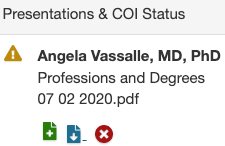 Presentations & COI Status
Angela Vassalle, MD, PhD
Professions and Degrees
07 02 2020.pdf